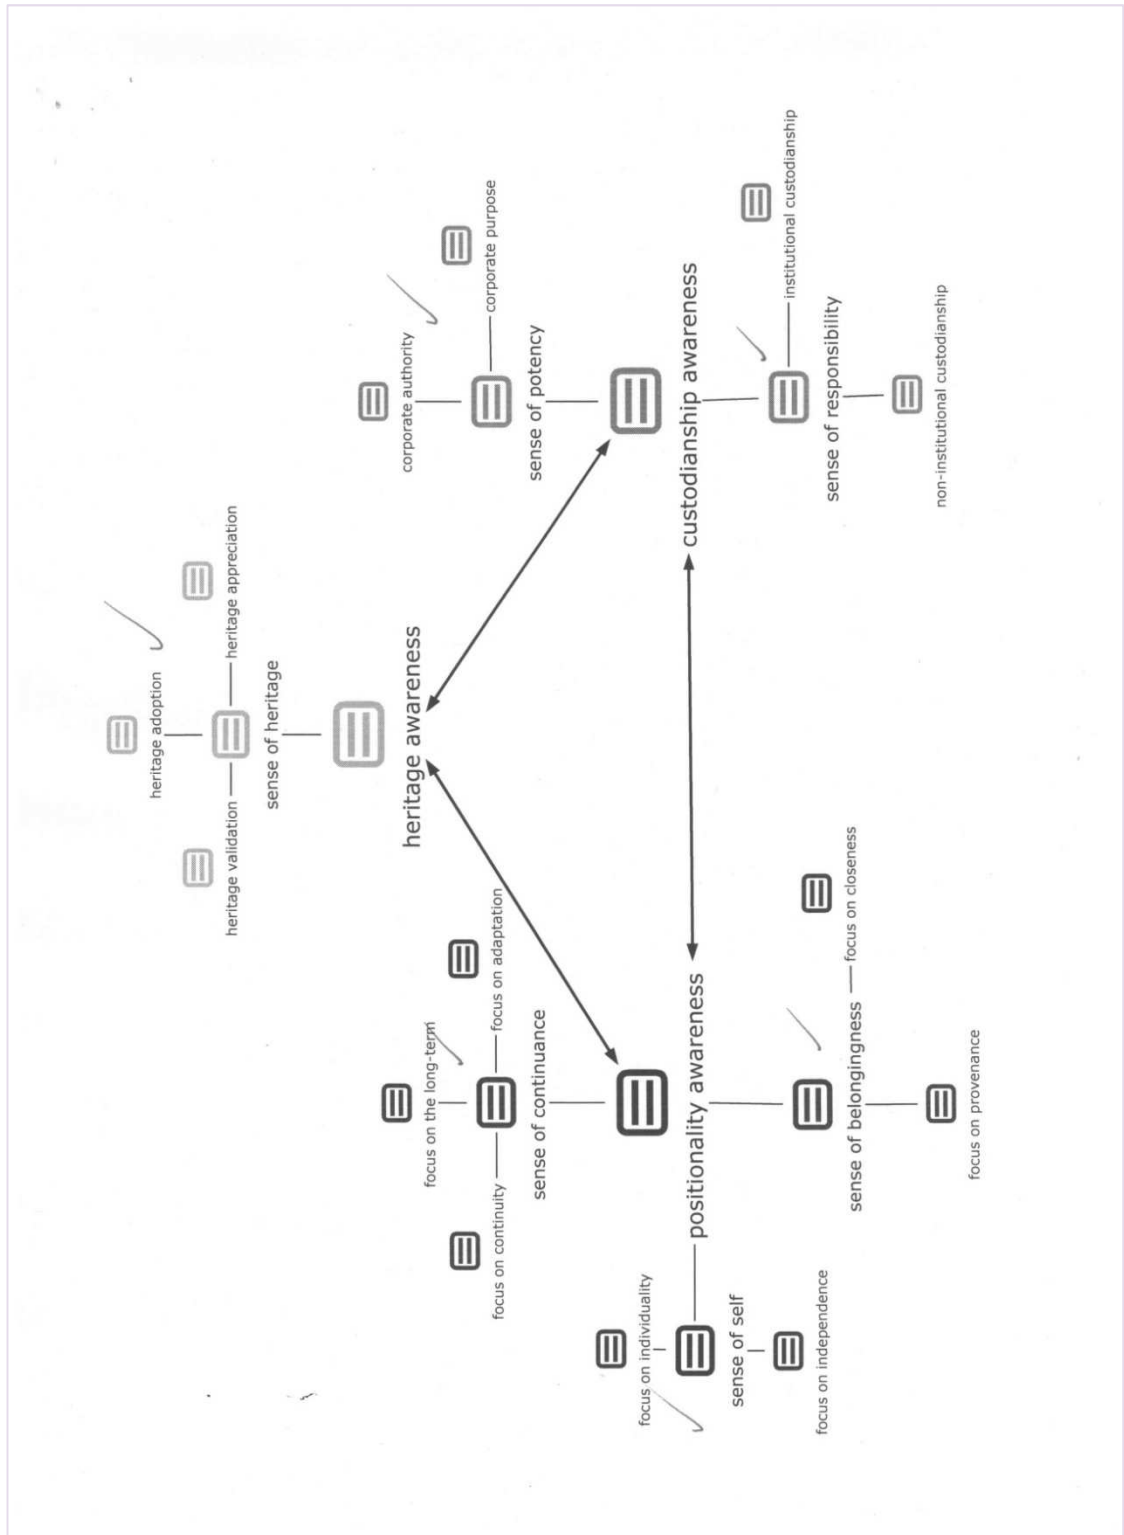 heritage adoption
heritage validation
heritage appreciation
sense of heritage
heritage awareness
focus on the long-term
focus on continuity
focus on adaptation
sense of continuance
corporate authority
corporate purpose
sense of potency
focus on individuality
sense of self
focus on independence
positionality awareness
custodianship awareness
sense of belongingness
focus on closeness
focus on provenance
institutional custodianship
sense of responsibility
non-institutional custodianship